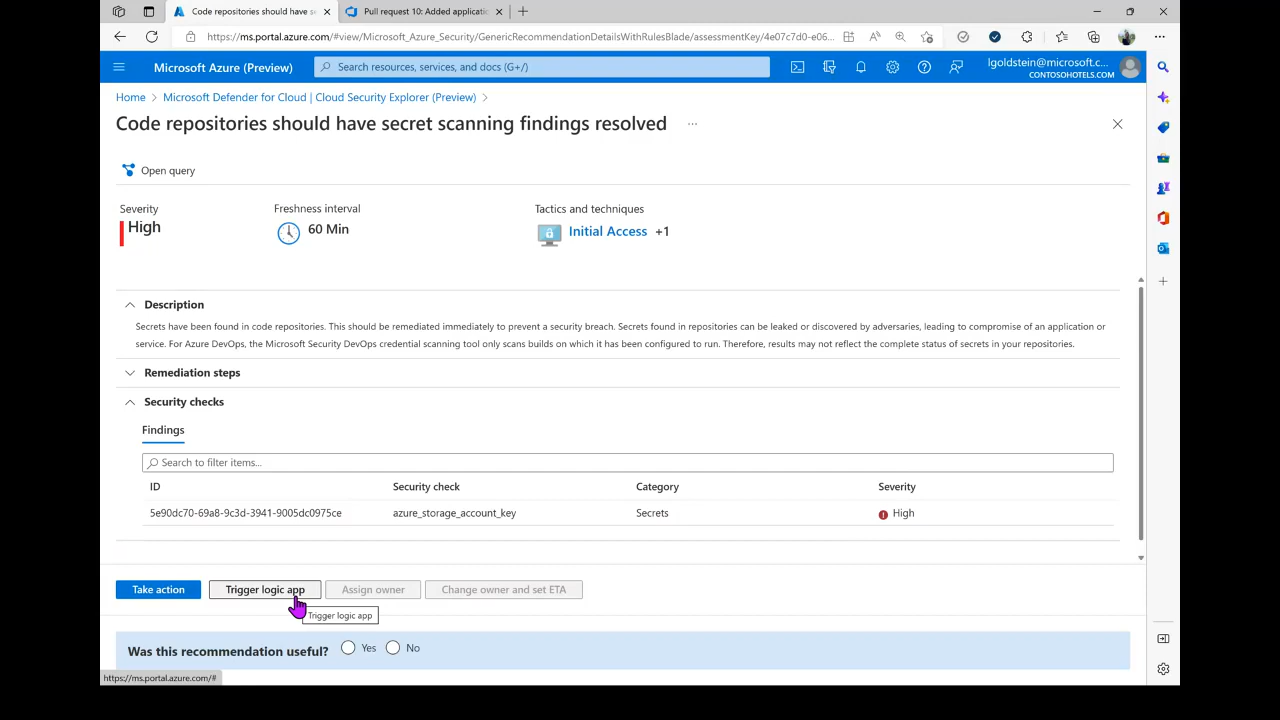 Code repositories should have se
Pull request 10: Added applicatio
https://ms.portal.azure.com/#view/Microsoft_Azure_Security/GenericRecommendationDetailsWithRulesBlade/assessmentKey/4e07c7d0-e06...
Microsoft Azure (Preview)
Search resources, services, and docs (G+/)
lgoldstein@microsoft.c...
CONTOSOHOTELS.COM
Home > Microsoft Defender for Cloud | Cloud Security Explorer (Preview) >
Code repositories should have secret scanning findings resolved ...
Open query
Severity
High
Freshness interval
60 Min
Tactics and techniques
Initial Access +1
Description
Secrets have been found in code repositories. This should be remediated immediately to prevent a security breach. Secrets found in repositories can be leaked or discovered by adversaries, leading to compromise of an application or
service. For Azure DevOps, the Microsoft Security DevOps credential scanning tool only scans builds on which it has been configured to run. Therefore, results may not reflect the complete status of secrets in your repositories.
Remediation steps
Security checks
Findings
Search to filter items...
ID Security check Category Severity
5e90dc70-69a8-9c3d-3941-9005dc0975ce azure_storage_account_key Secrets High
Take action Trigger logic app Assign owner Change owner and set ETA
Trigger logic app
Was this recommendation useful? Yes No
https://ms.portal.azure.com/#